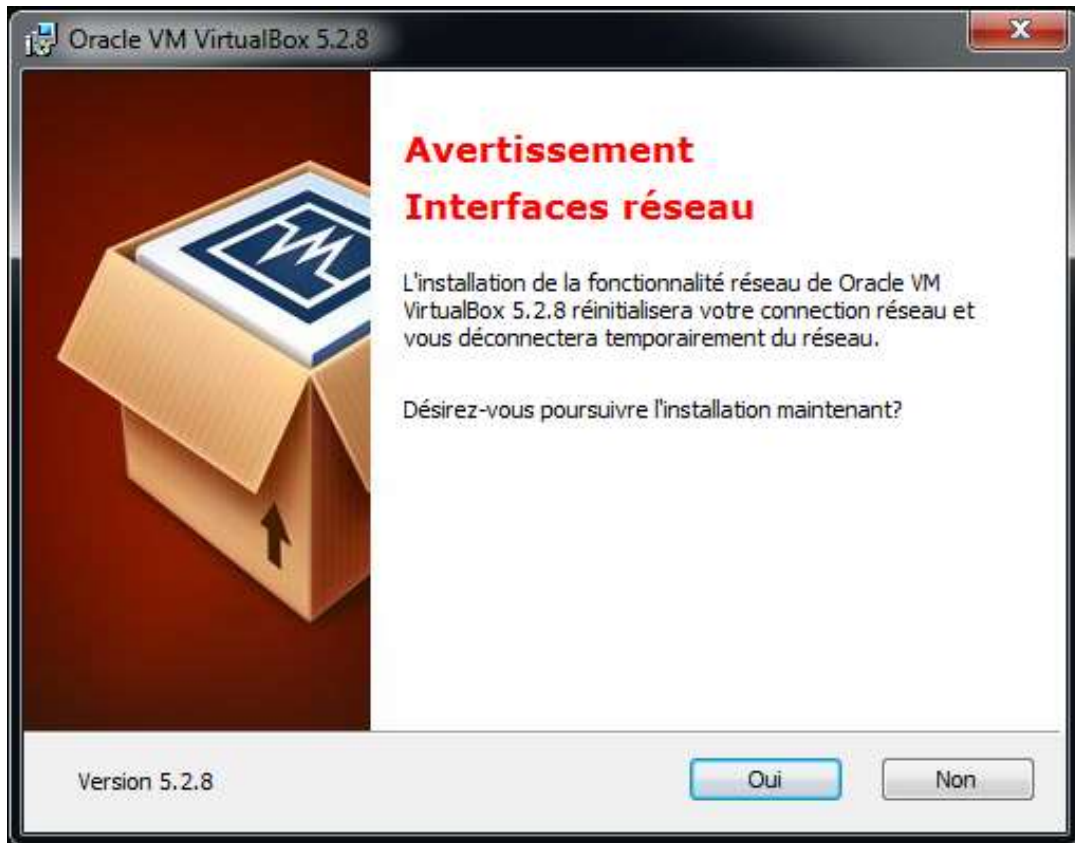 Oracle VM VirtualBox 5.2.8
Avertissement
Interfaces réseau
L'installation de la fonctionnalité réseau de Oracle VM
VirtualBox 5.2.8 réinitialisera votre connection réseau et
vous déconnectera temporairement du réseau.
Désirez-vous poursuivre l'installation maintenant?
Version 5.2.8
Oui
Non